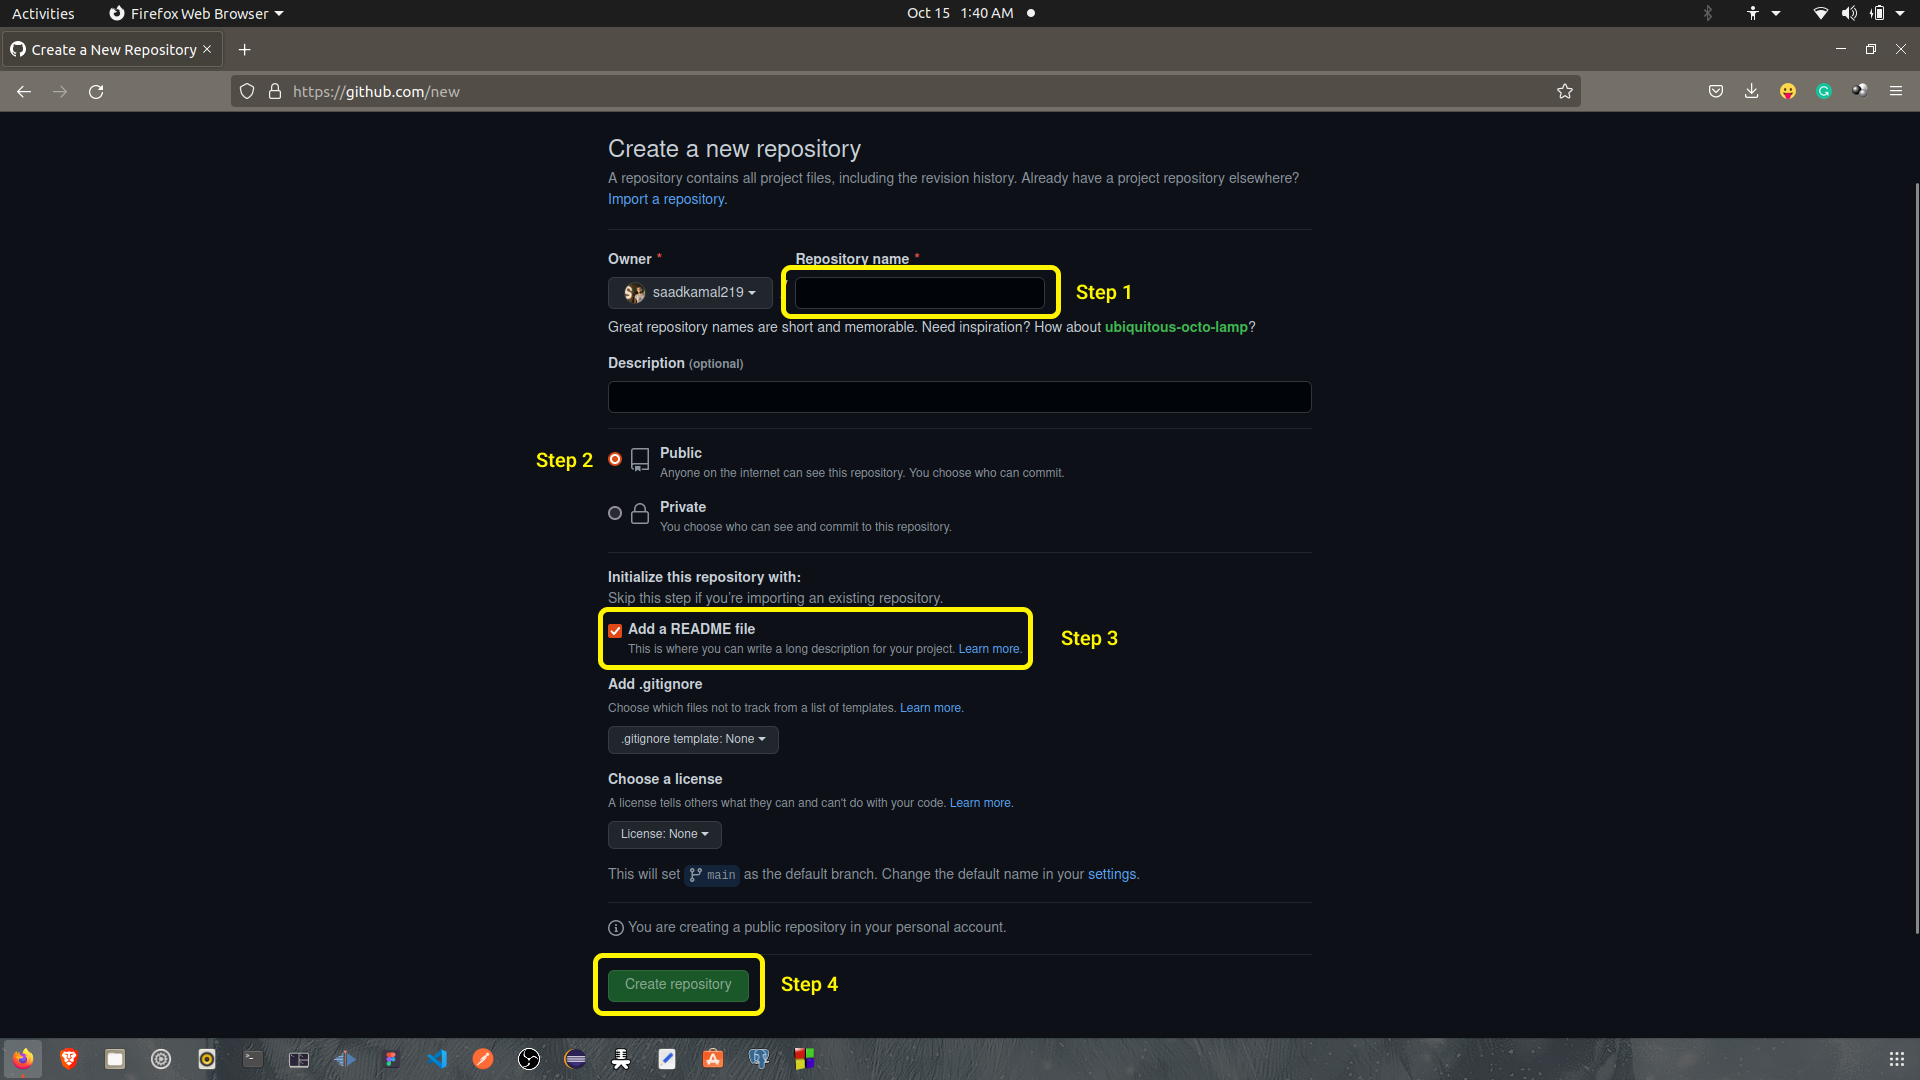 Activities Firefox Web Browser Oct 15 1:40 AM
Create a New Repository
https://github.com/new
Create a new repository
A repository contains all project files, including the revision history. Already have a project repository elsewhere?
Import a repository.
Owner * Repository name *
saadkamal219 Step 1
Great repository names are short and memorable. Need inspiration? How about ubiquitous-octo-lamp?
Description (optional)
Step 2 Public
Anyone on the internet can see this repository. You choose who can commit.
Private
You choose who can see and commit to this repository.
Initialize this repository with:
Skip this step if you're importing an existing repository.
Add a README file
Step 3
This is where you can write a long description for your project. Learn more.
Add .gitignore
Choose which files not to track from a list of templates. Learn more.
.gitignore template: None
Choose a license
A license tells others what they can and can't do with your code. Learn more.
License: None
This will set main as the default branch. Change the default name in your settings.
You are creating a public repository in your personal account.
Create repository Step 4